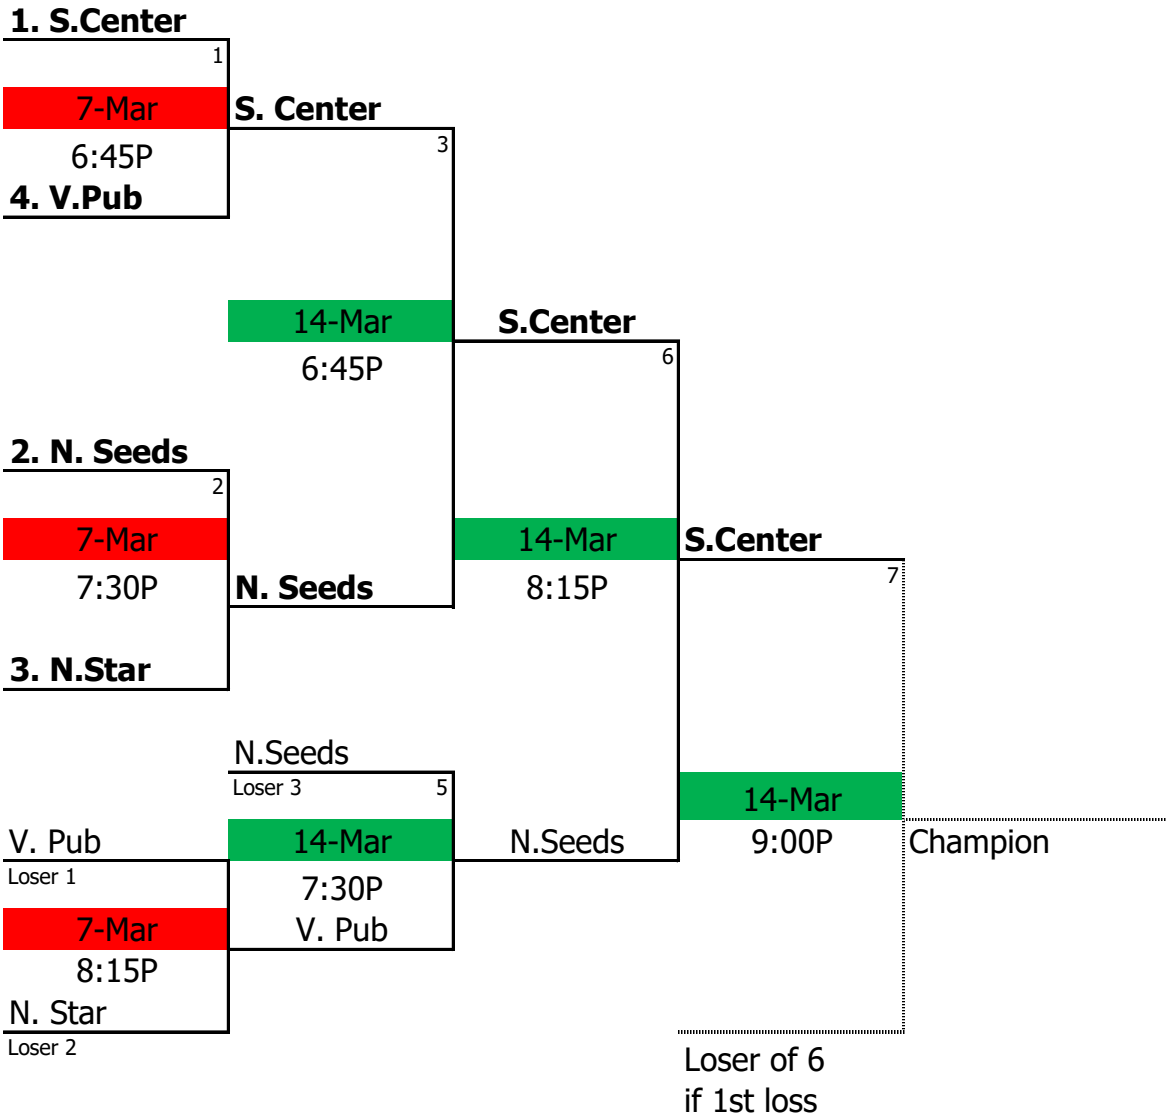 1. S.Center
1
7-Mar
S. Center
6:45P
3
4. V.Pub
14-Mar
S.Center
6:45P
6
2. N. Seeds
2
7-Mar
14-Mar
S.Center
7:30P
N. Seeds
8:15P
7
3. N.Star
N.Seeds
Loser 3
5
14-Mar
V. Pub
14-Mar
N.Seeds
9:00P
Champion
Loser 1
7:30P
7-Mar
V. Pub
8:15P
N. Star
Loser 2
Loser of 6
if 1st loss